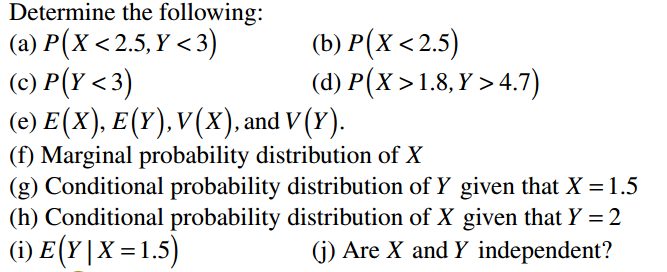 Determine the following:
(a) P(X < 2.5, Y < 3) (b) P(X < 2.5)
(c) P(Y < 3) (d) P(X > 1.8, Y > 4.7)
(e) E(X), E(Y), V(X), and V(Y).
(f) Marginal probability distribution of X
(g) Conditional probability distribution of Y given that X = 1.5
(h) Conditional probability distribution of X given that Y = 2
(i) E(Y | X = 1.5) (j) Are X and Y independent?